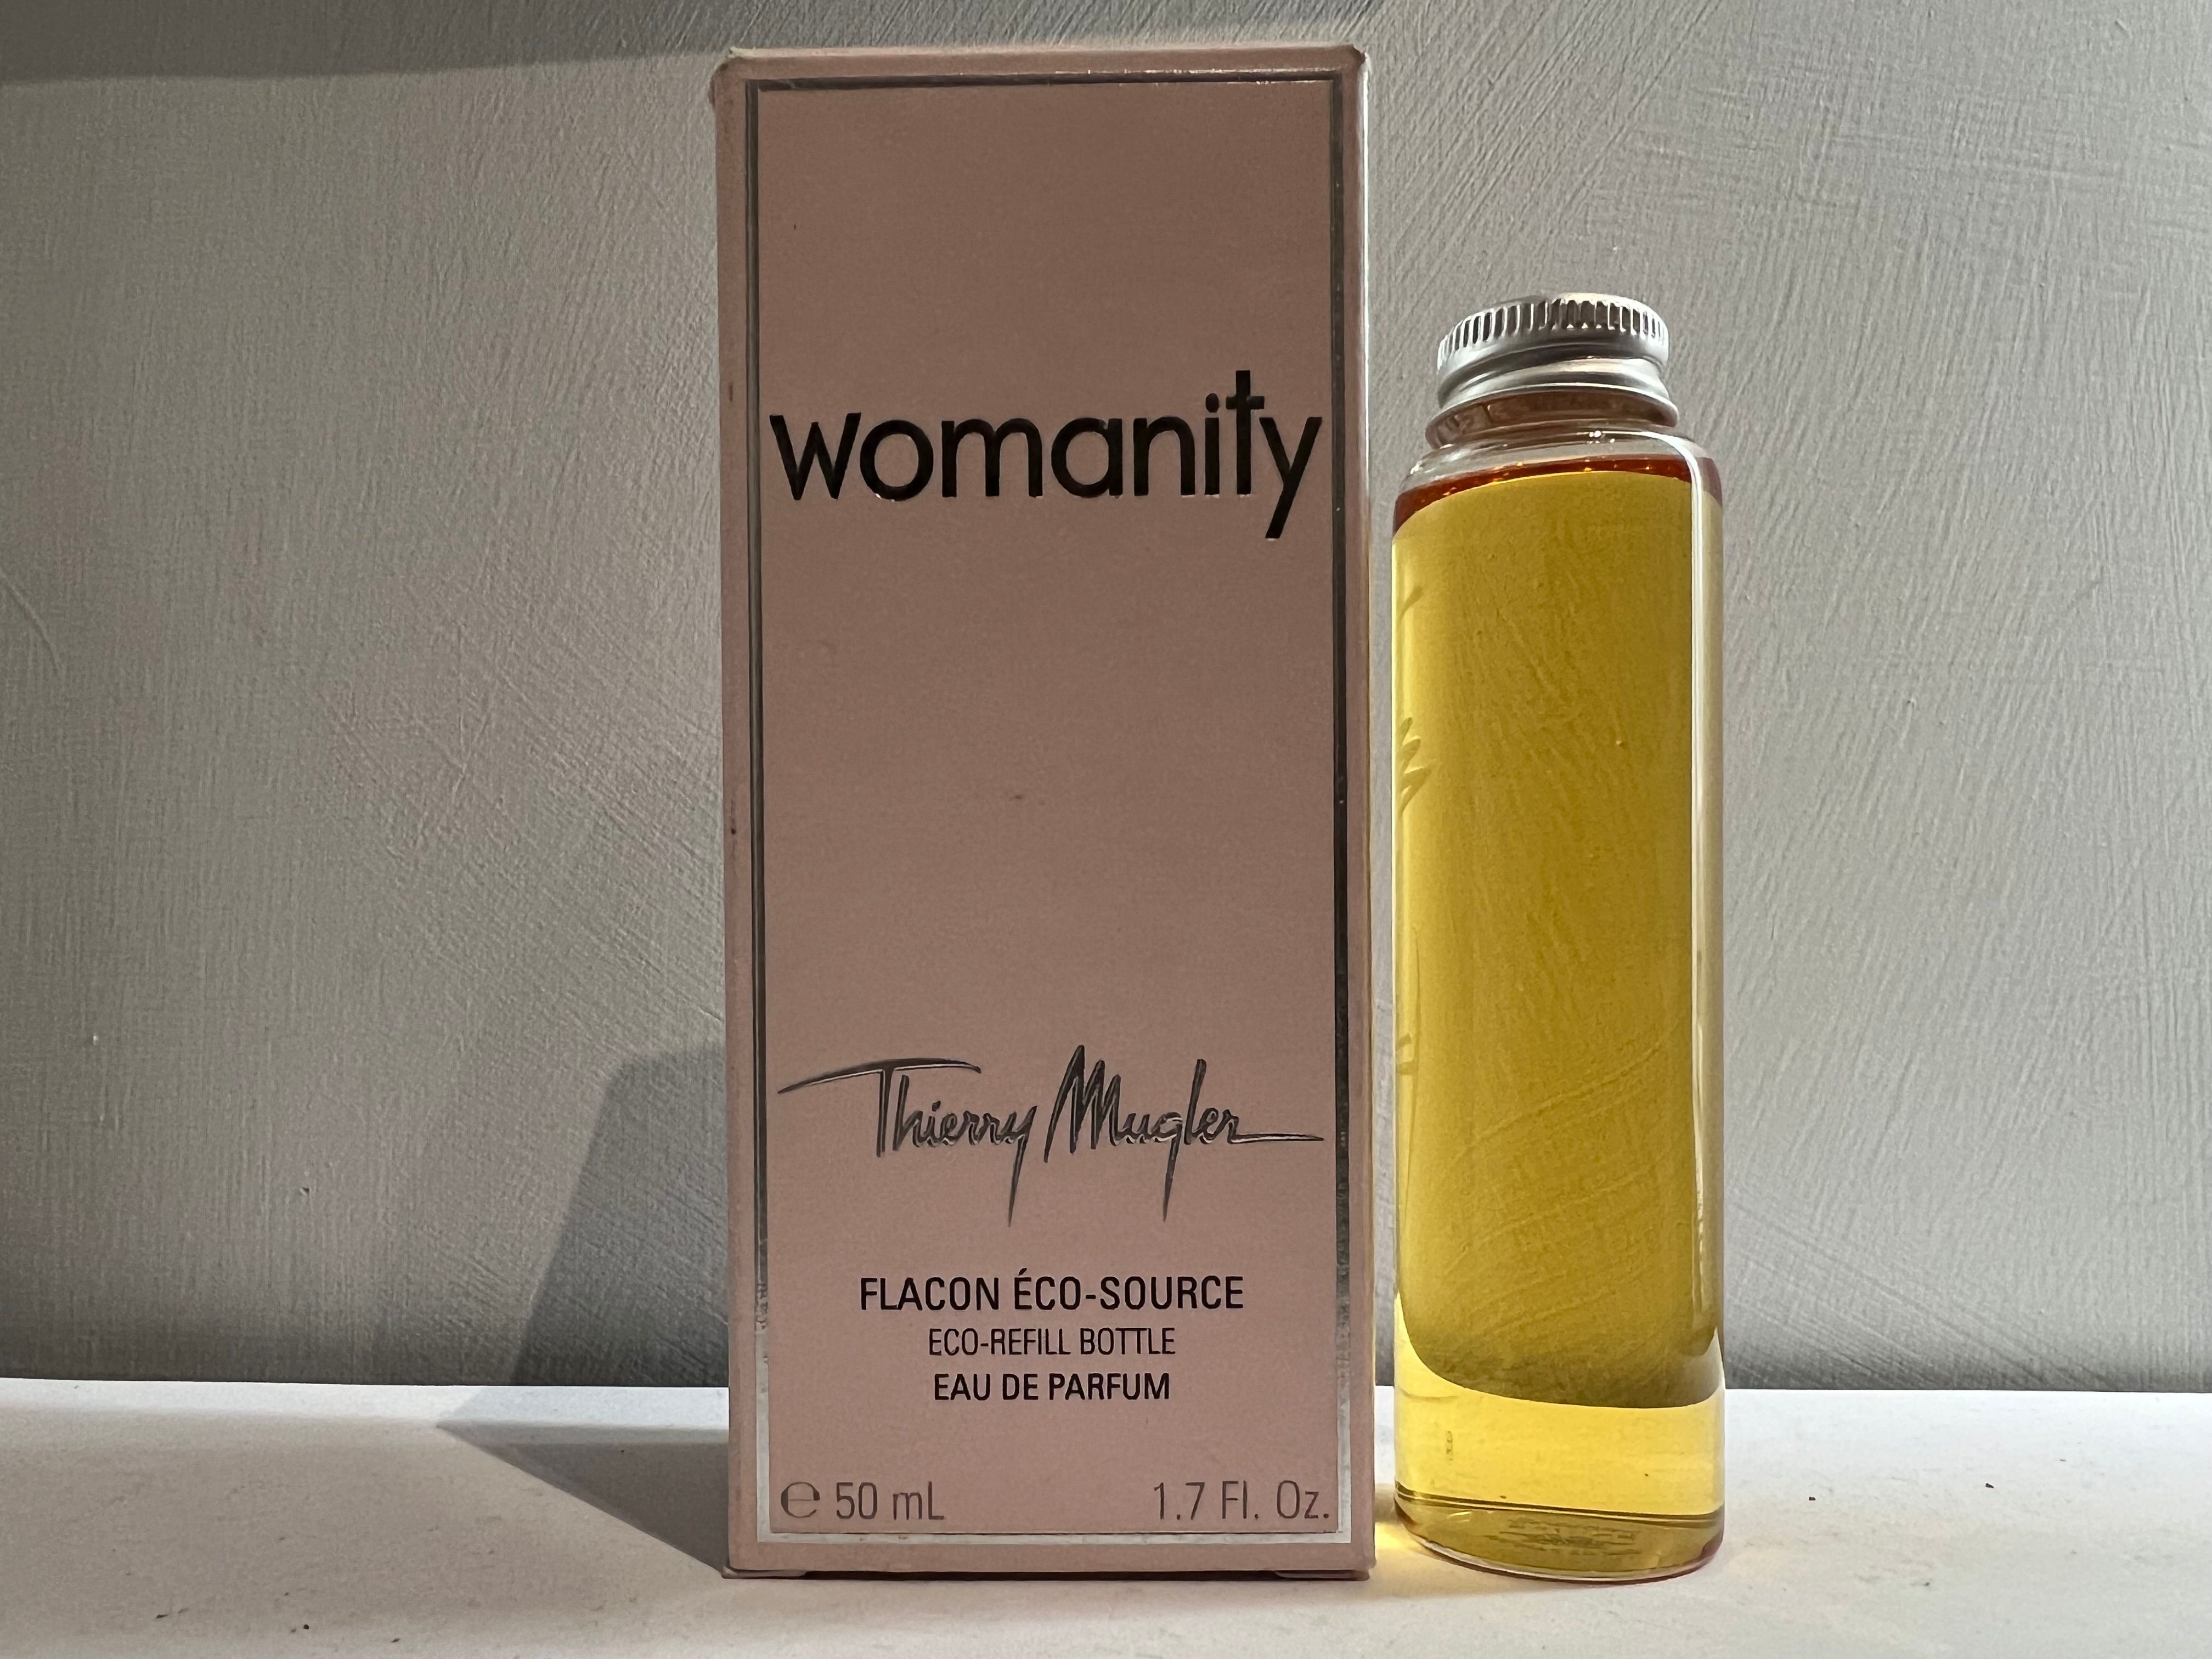 womanity
Thierry Mugler
FLACON ÉCO-SOURCE
ECO-REFILL BOTTLE
EAU DE PARFUM
℮ 50 mL 1.7 Fl. Oz.